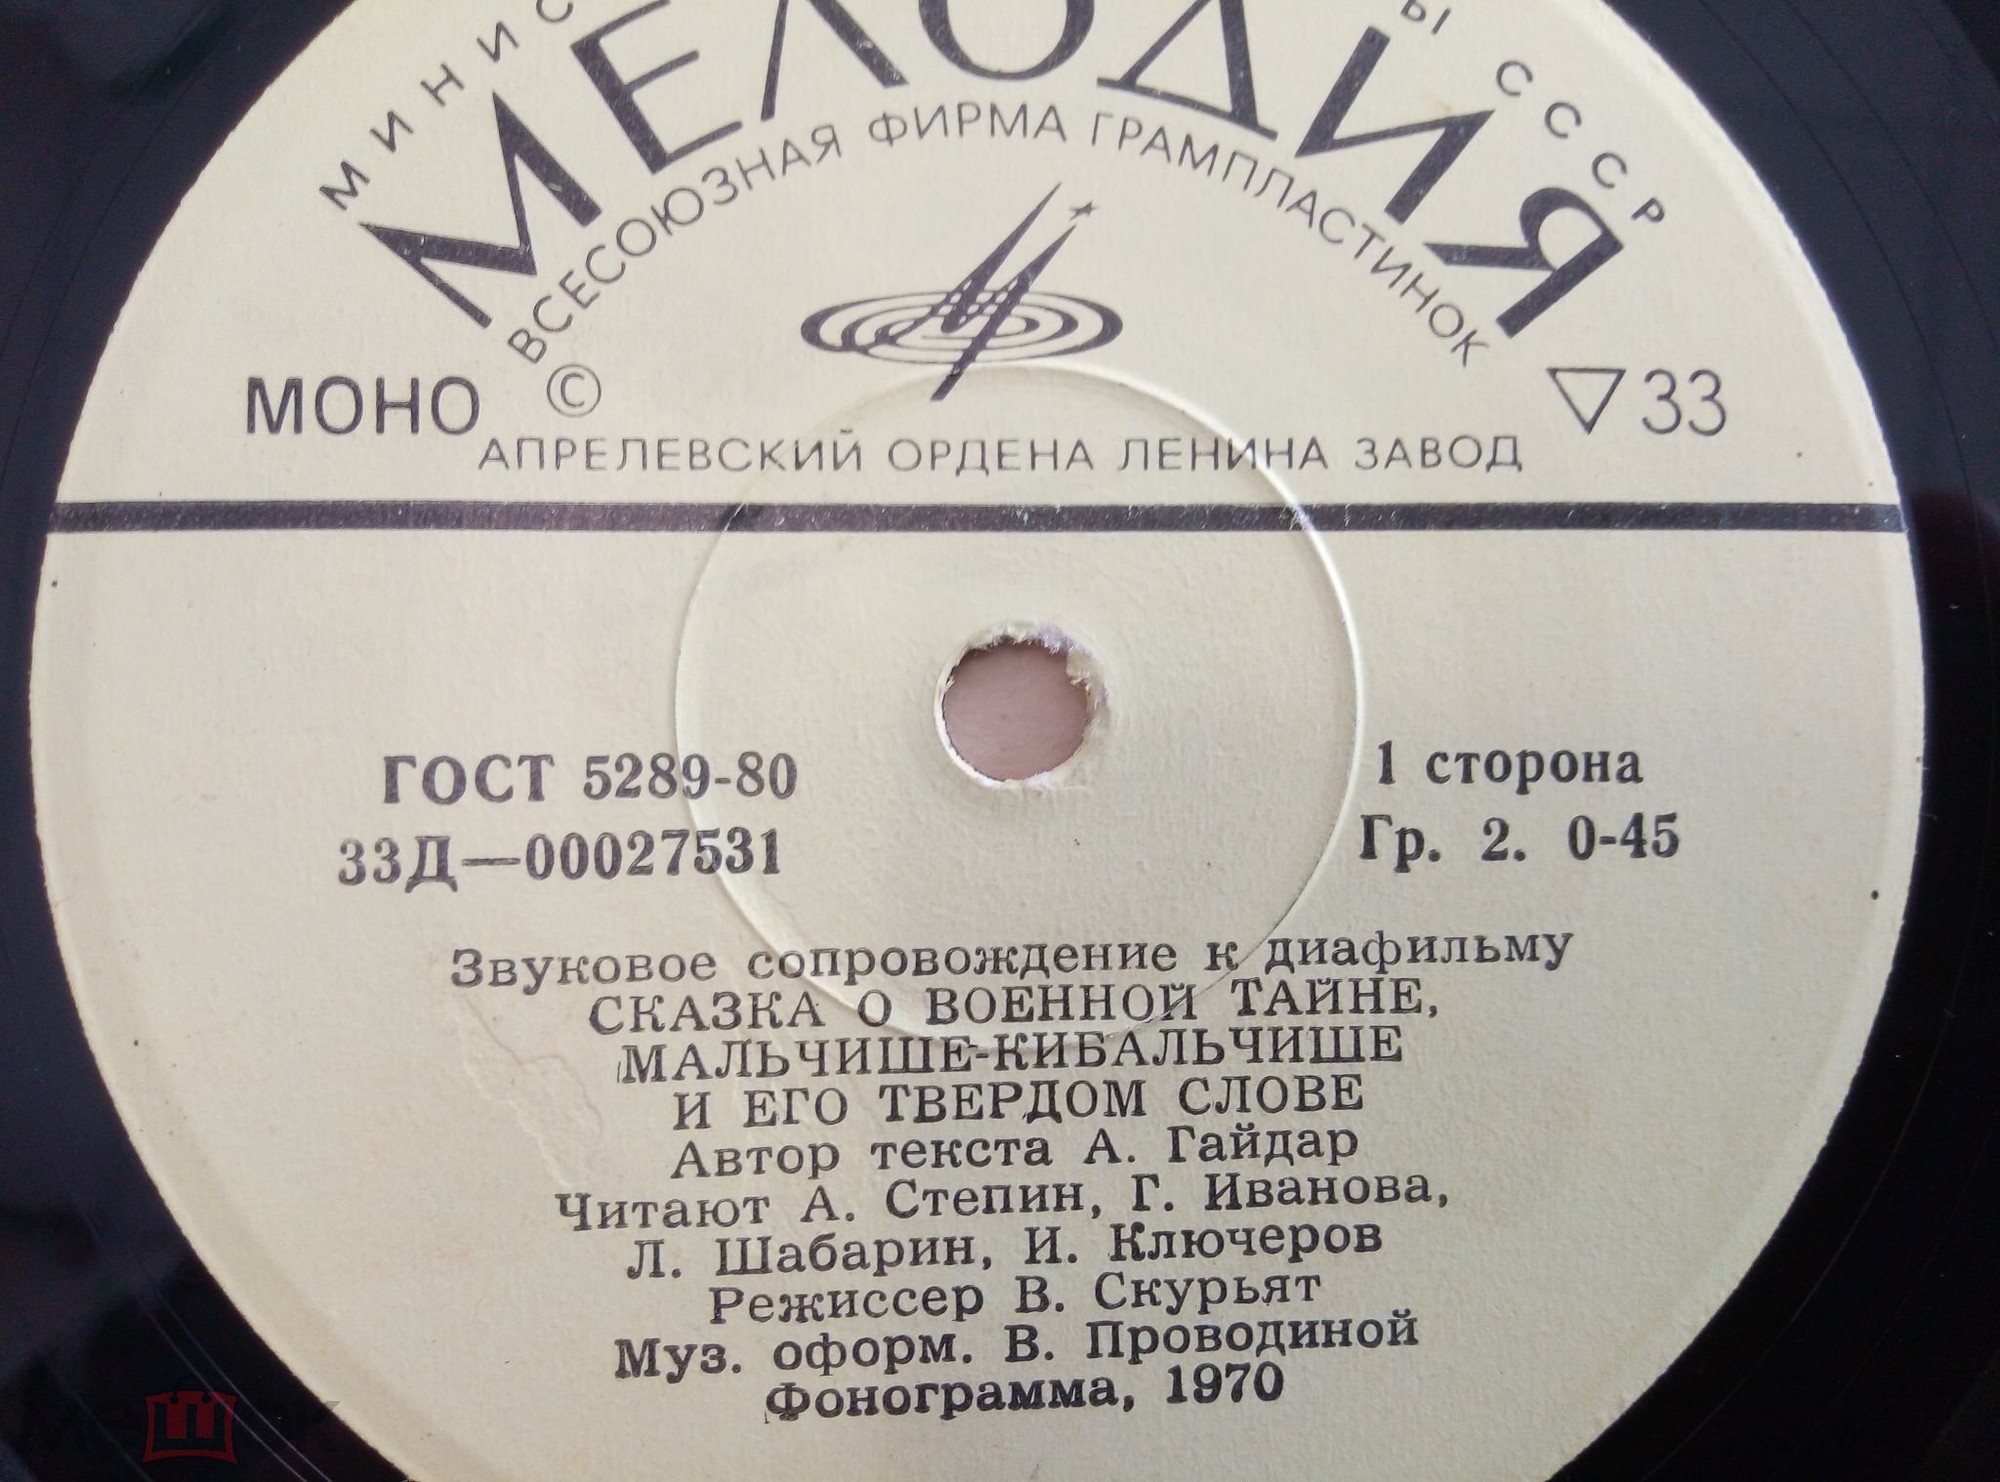 МЕЛОДИЯ
СССР
ВСЕСОЮЗНАЯ ФИРМА ГРАМПЛАСТИНОК
МОНО © ▽33
АПРЕЛЕВСКИЙ ОРДЕНА ЛЕНИНА ЗАВОД
ГОСТ 5289-80
33Д—00027531
1 сторона
Гр. 2. 0-45
Звуковое сопровождение к диафильму
СКАЗКА О ВОЕННОЙ ТАЙНЕ,
МАЛЬЧИШЕ-КИБАЛЬЧИШЕ
И ЕГО ТВЕРДОМ СЛОВЕ
Автор текста А. Гайдар
Читают А. Степин, Г. Иванова,
Л. Шабарин, И. Ключеров
Режиссер В. Скурьят
Муз. оформ. В. Проводиной
Фонограмма, 1970